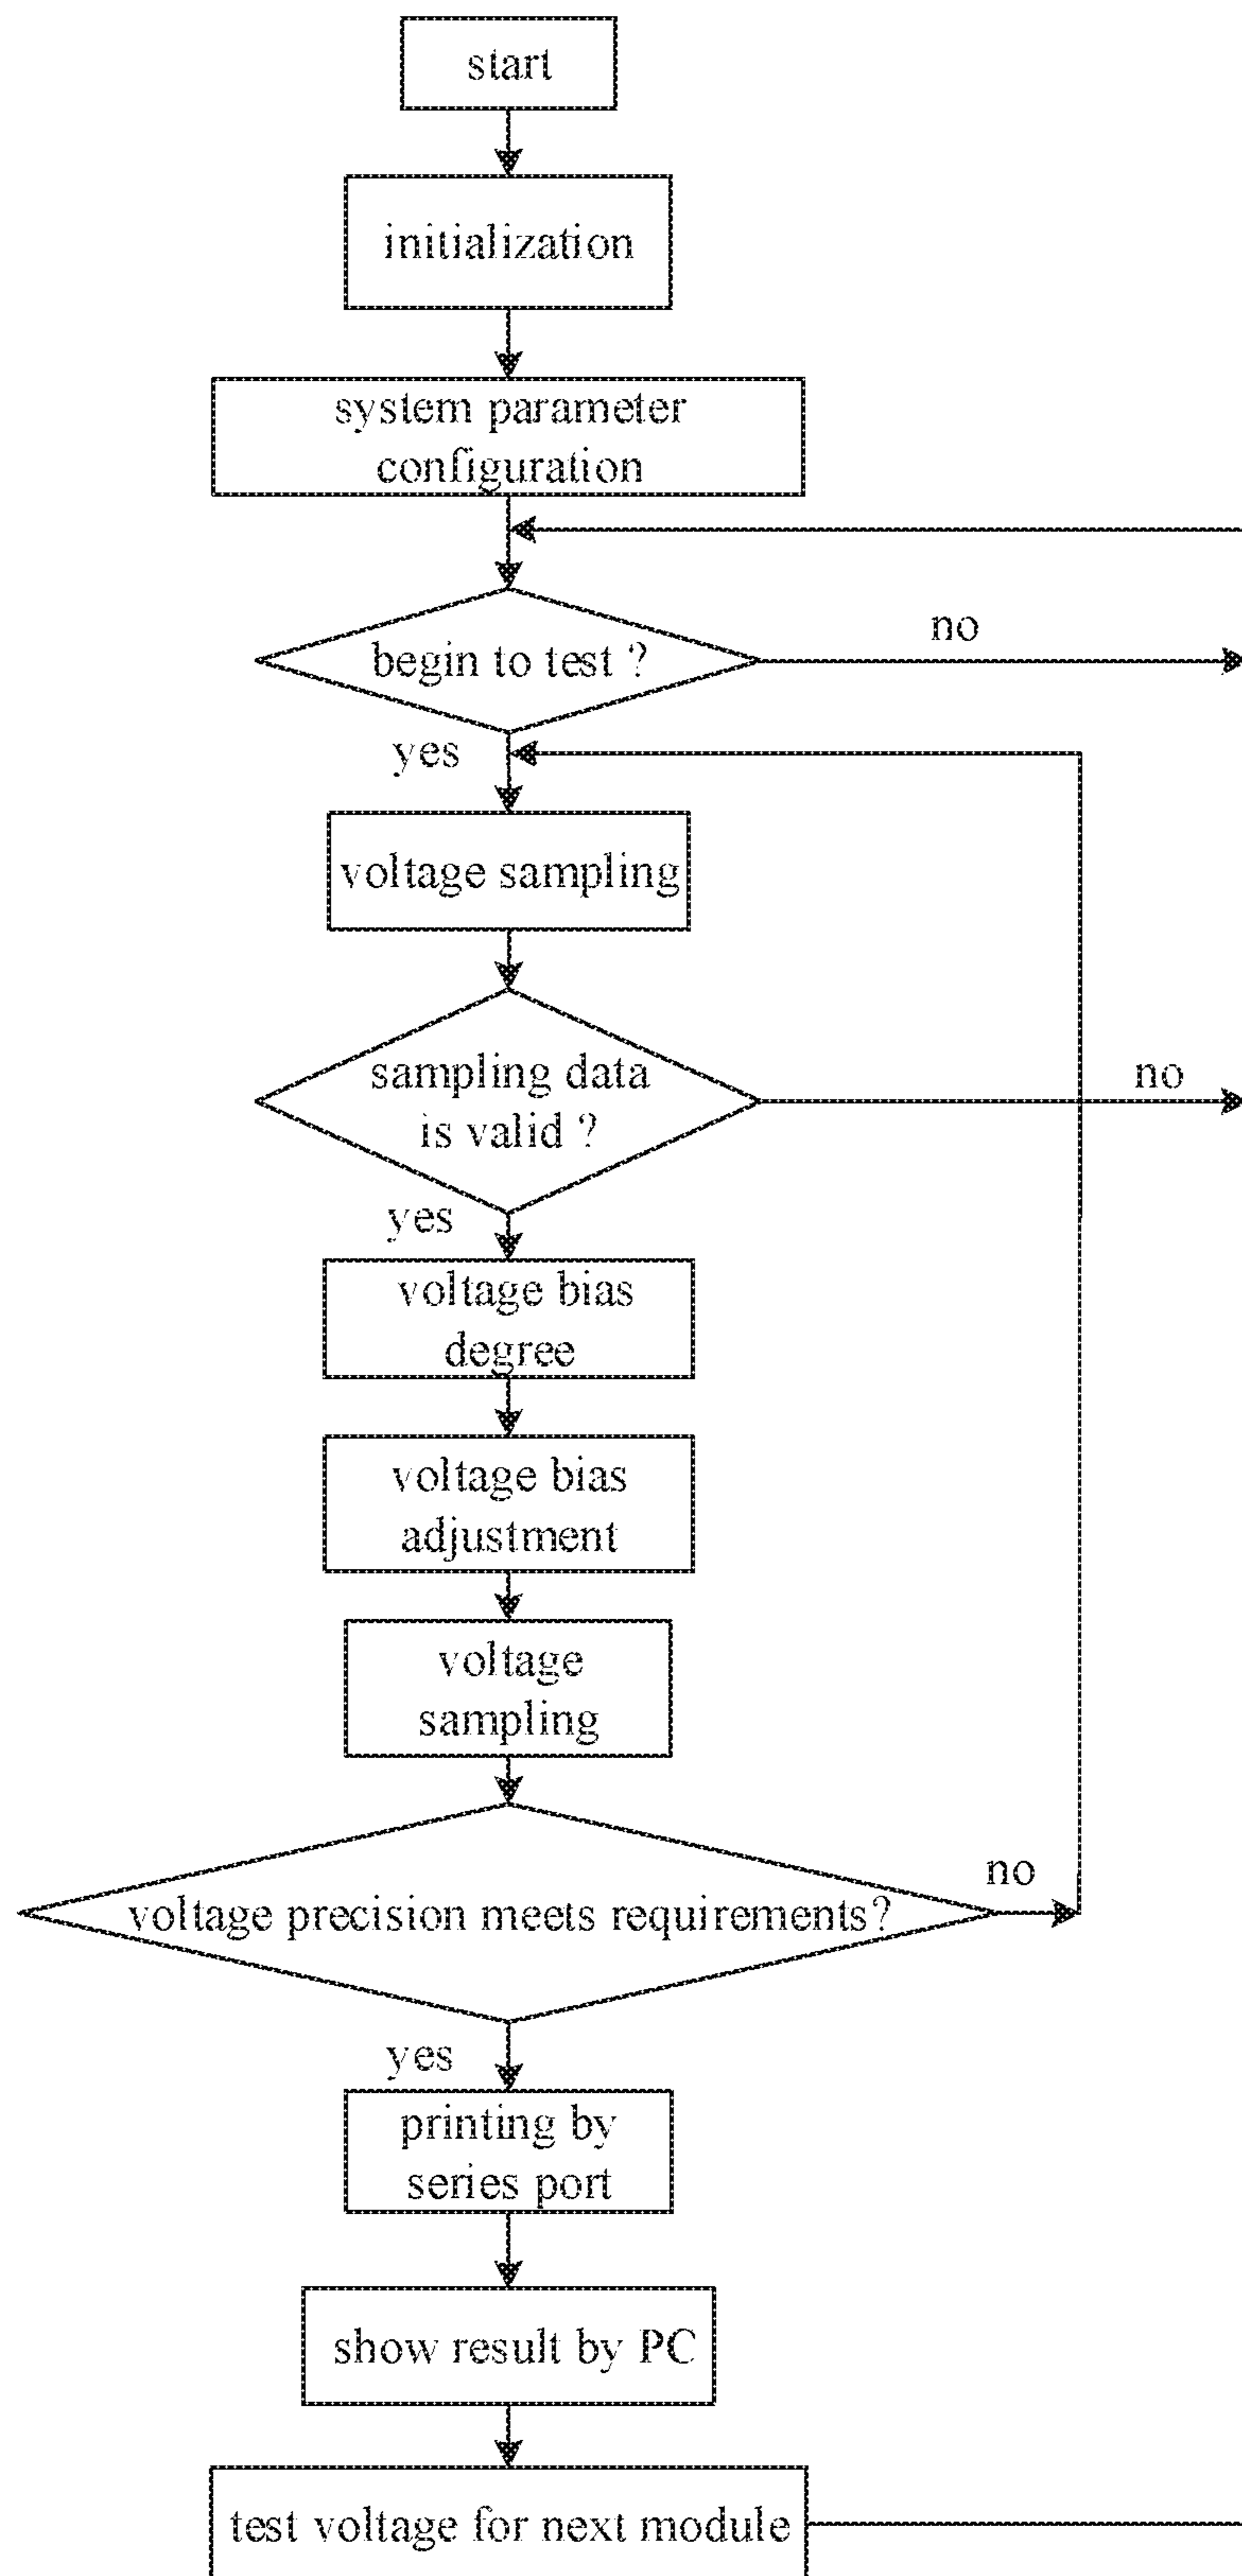 start
initialization
system parameter
configuration
begin to test ?
no
yes
voltage sampling
sampling data
is valid ?
no
yes
voltage bias
degree
voltage bias
adjustment
voltage
sampling
voltage precision meets requirements?
no
yes
printing by
series port
show result by PC
test voltage for next module